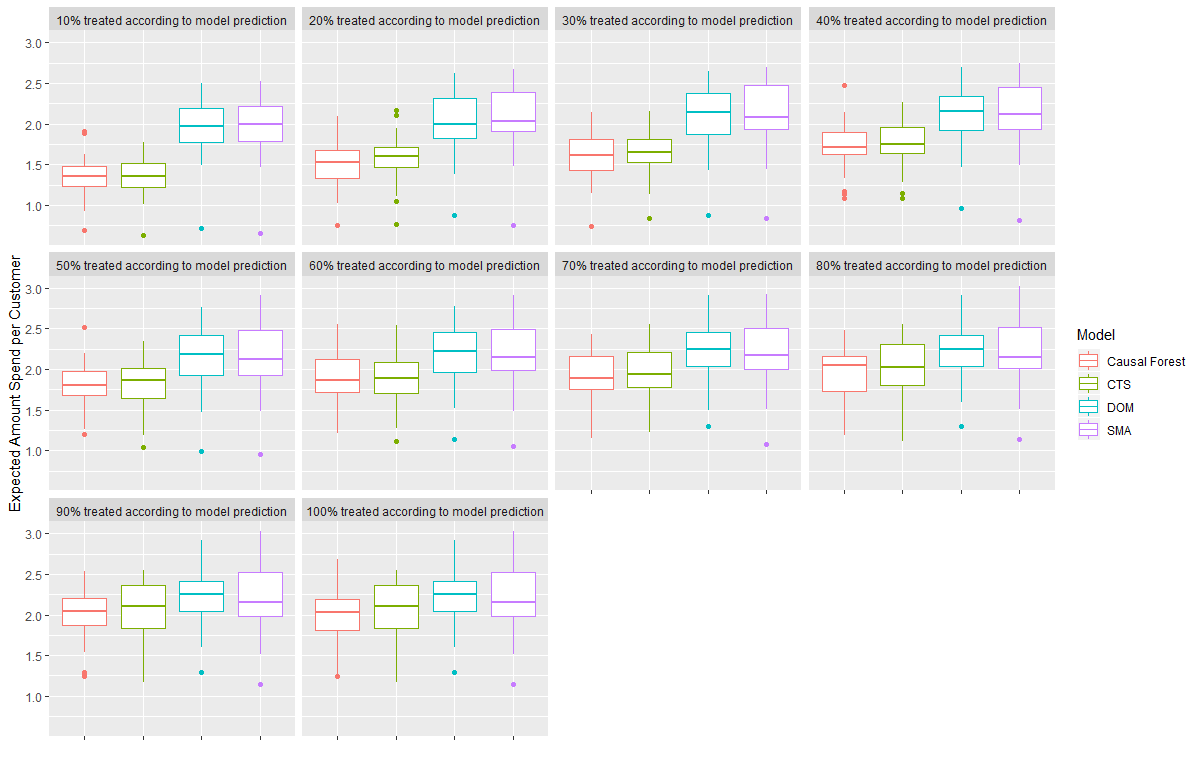 10% treated according to model prediction
20% treated according to model prediction
30% treated according to model prediction
40% treated according to model prediction
3.0
2.5
2.0
1.5
1.0
50% treated according to model prediction
60% treated according to model prediction
70% treated according to model prediction
80% treated according to model prediction
3.0
2.5
2.0
1.5
1.0
90% treated according to model prediction
100% treated according to model prediction
3.0
2.5
2.0
1.5
1.0
Expected Amount Spend per Customer
Model
Causal Forest
CTS
DOM
SMA